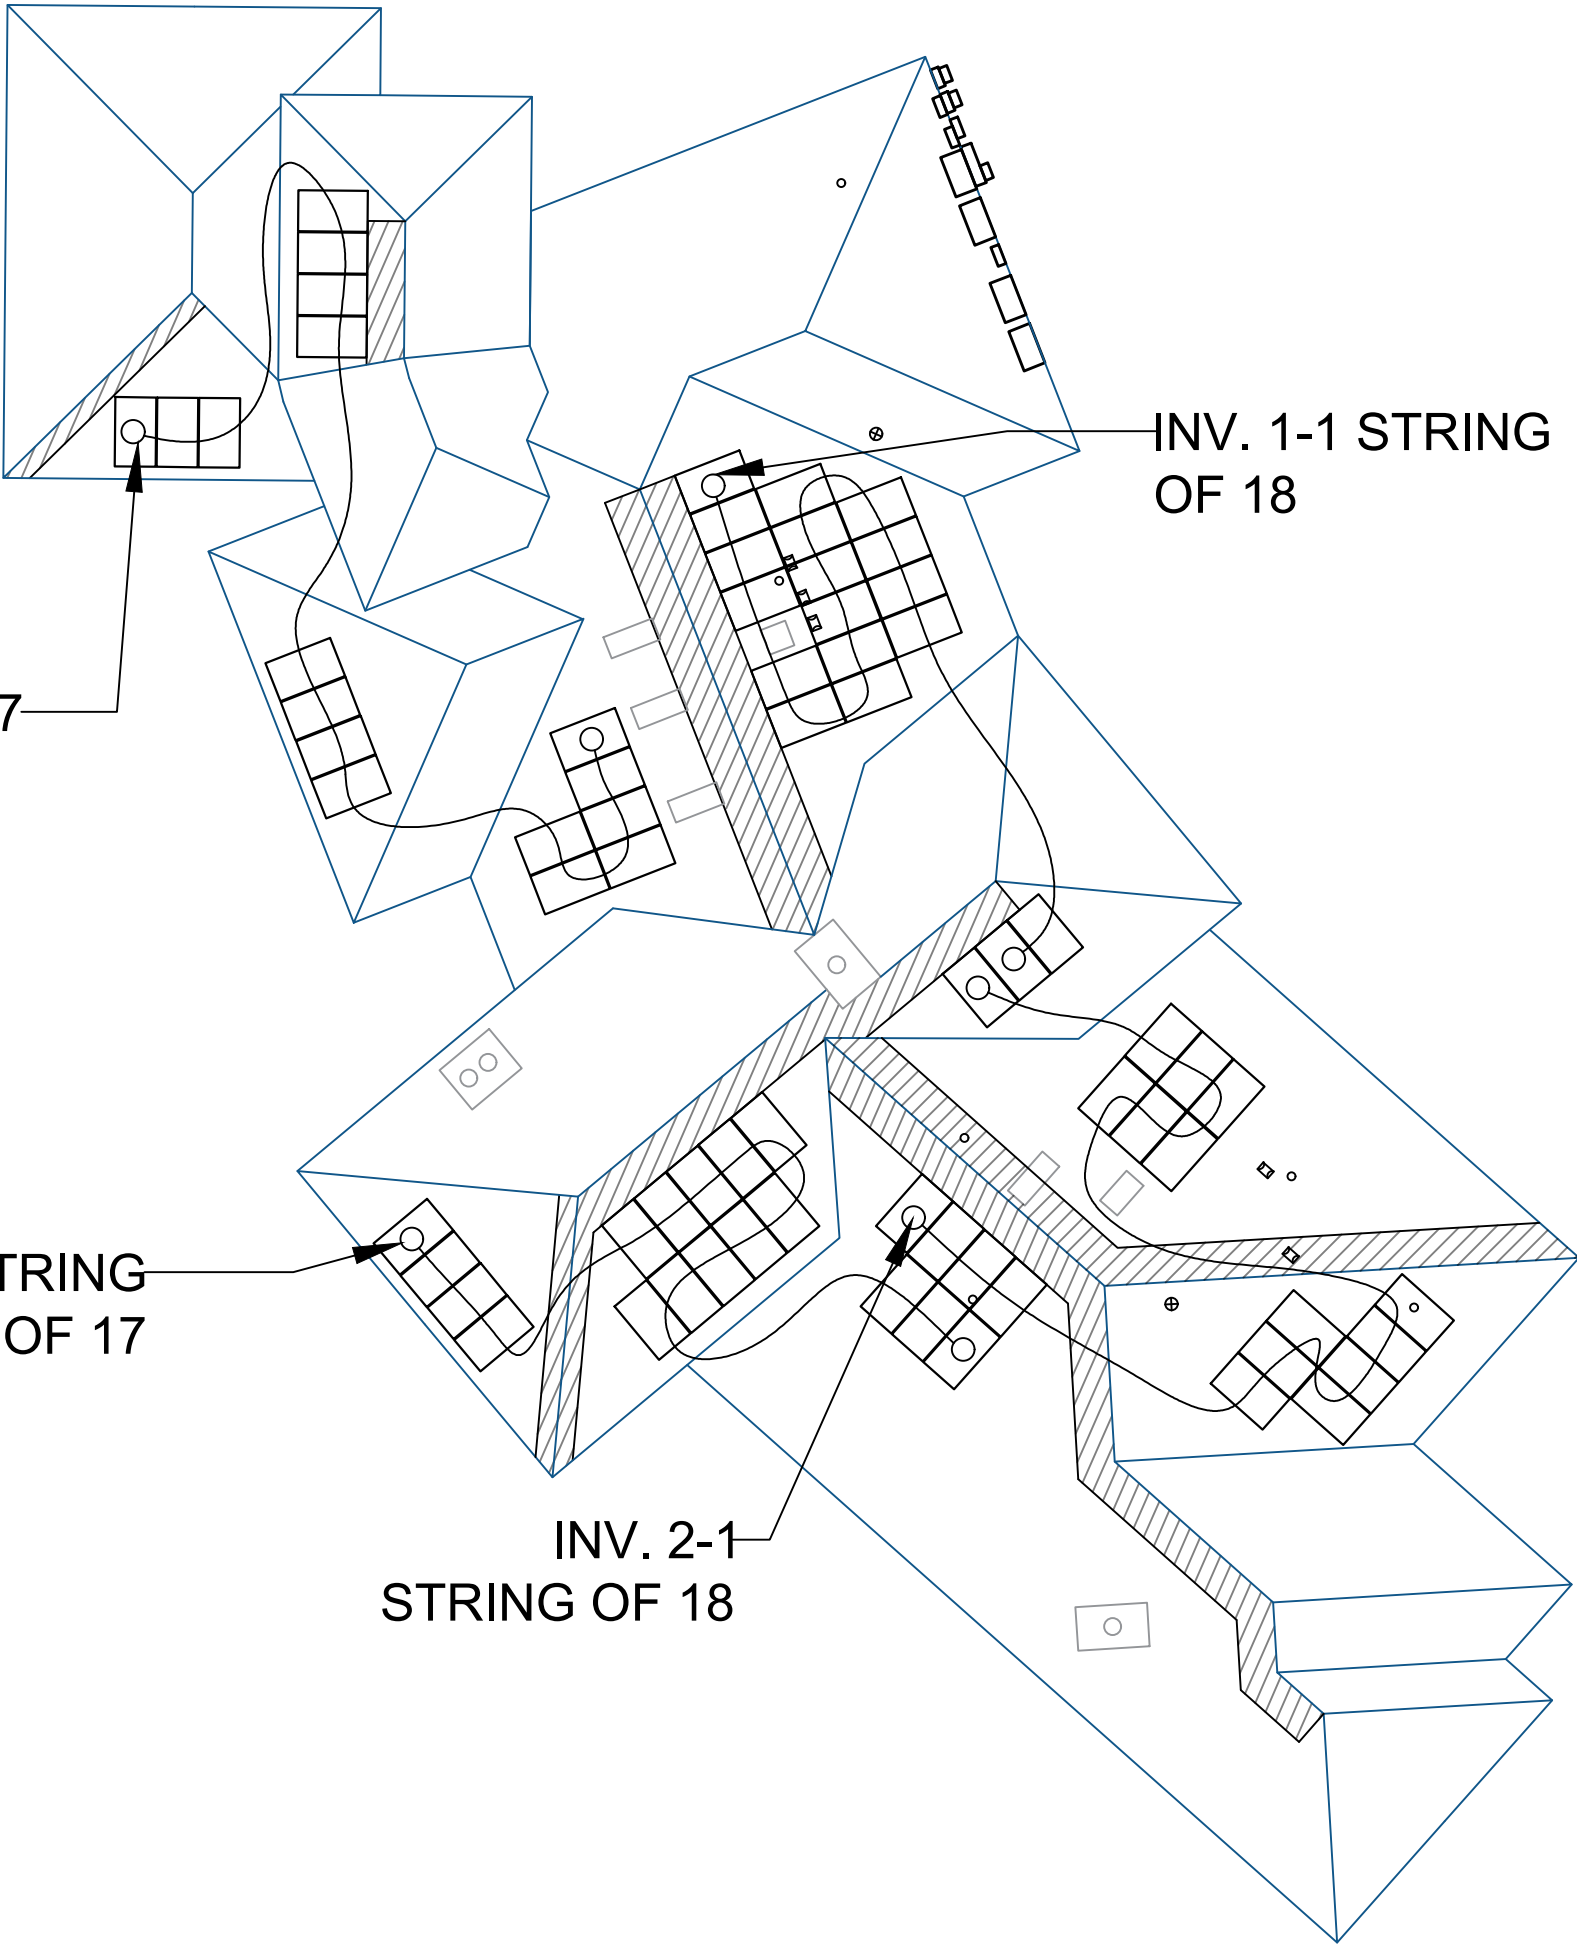 INV. 1-1 STRING
OF 18
7
TRING
OF 17
INV. 2-1
STRING OF 18